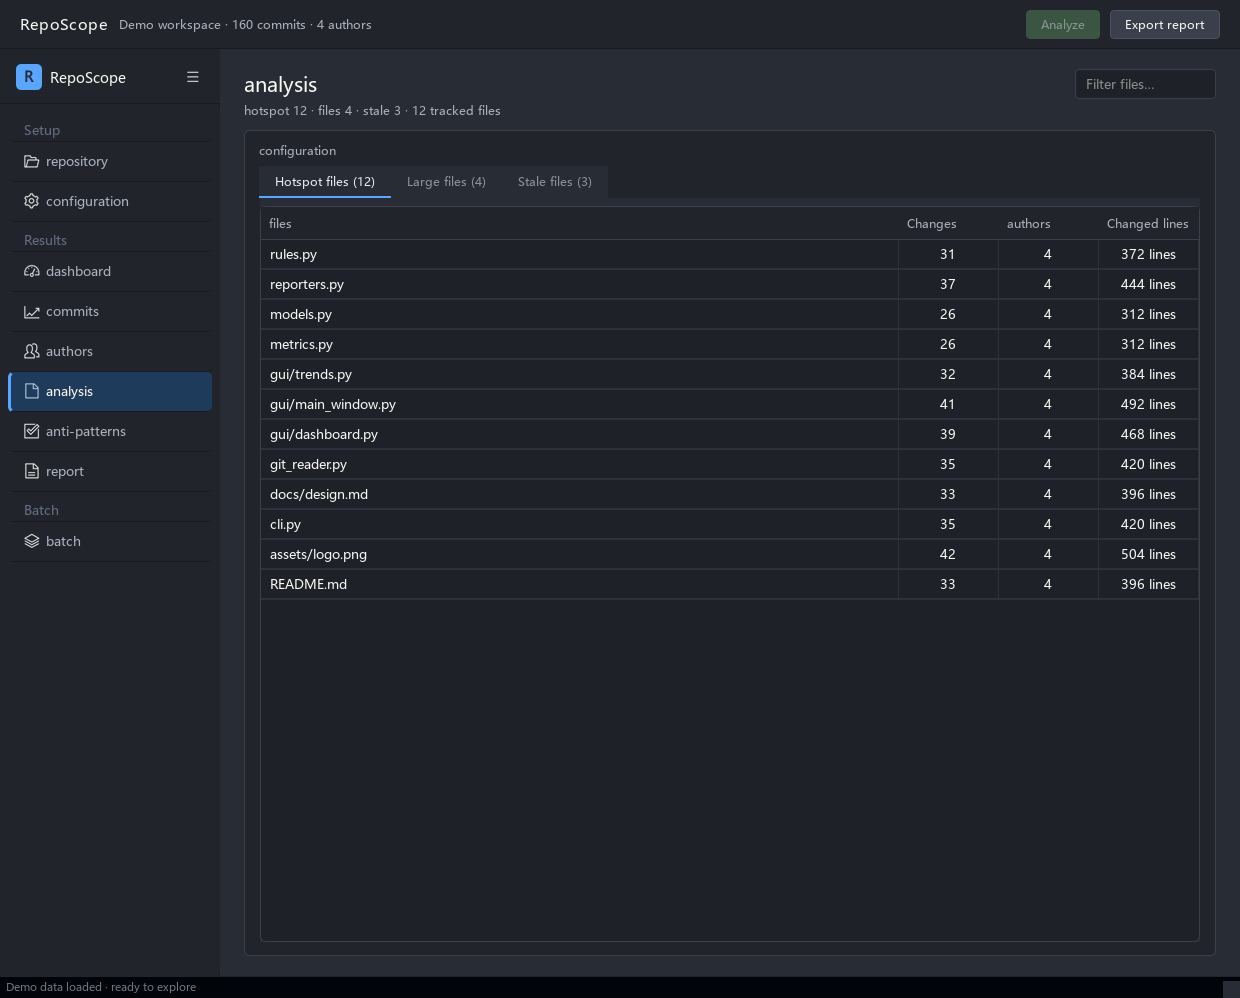 RepoScope Demo workspace · 160 commits · 4 authors Analyze Export report
R RepoScope
Setup
repository
configuration
Results
dashboard
commits
authors
analysis
anti-patterns
report
Batch
batch
analysis
Filter files...
hotspot 12 · files 4 · stale 3 · 12 tracked files
configuration
Hotspot files (12) Large files (4) Stale files (3)
files Changes authors Changed lines
rules.py 31 4 372 lines
reporters.py 37 4 444 lines
models.py 26 4 312 lines
metrics.py 26 4 312 lines
gui/trends.py 32 4 384 lines
gui/main_window.py 41 4 492 lines
gui/dashboard.py 39 4 468 lines
git_reader.py 35 4 420 lines
docs/design.md 33 4 396 lines
cli.py 35 4 420 lines
assets/logo.png 42 4 504 lines
README.md 33 4 396 lines
Demo data loaded · ready to explore